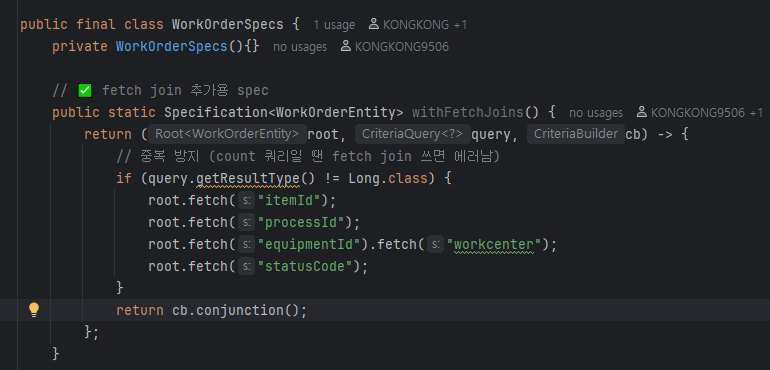 public final class WorkOrderSpecs { 1 usage KONGKONG +1
private WorkOrderSpecs(){} no usages KONGKONG9506
// ✅ fetch join 추가용 spec
public static Specification<WorkOrderEntity> withFetchJoins() { no usages KONGKONG9506 +1
return (Root<WorkOrderEntity> root, CriteriaQuery<?> query, CriteriaBuilder cb) -> {
// 중복 방지 (count 쿼리일 땐 fetch join 쓰면 에러남)
if (query.getResultType() != Long.class) {
root.fetch( s: "itemId");
root.fetch( s: "processId");
root.fetch( s: "equipmentId").fetch( s: "workcenter");
root.fetch( s: "statusCode");
}
return cb.conjunction();
};
}